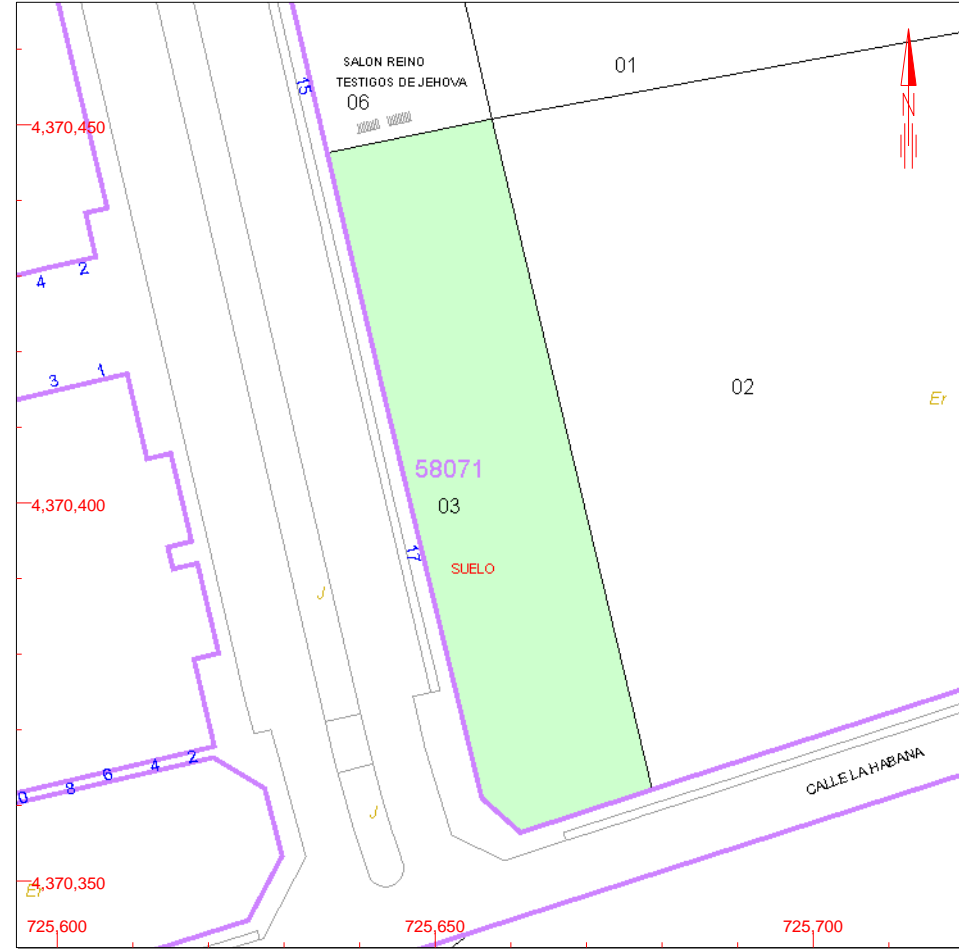 SALON REINO
TESTIGOS DE JEHOVA
06
01
N
15
4,370,450
4
2
3
1
02
Er
58071
03
4,370,400
17
SUELO
J
0
8
6
4
2
CALLE LA HABANA
J
4,370,350
Er
725,600
725,650
725,700